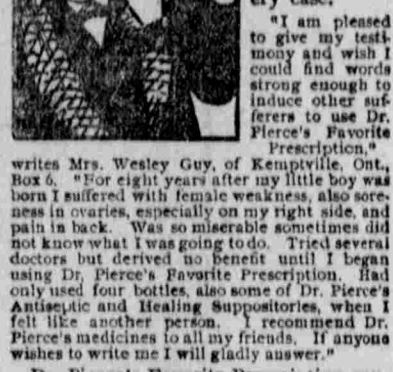 ery case.
"I am pleased
to give my testi-
mony and wish I
could find words
strong enough to
induce other suf-
ferers to use Dr.
Pierce's Favorite
Prescription,"
writes Mrs. Wesley Guy, of Kemptville, Ont.,
Box 6. "For eight years after my little boy was
born I suffered with female weakness, also sore-
ness in ovaries, especially on my right side, and
pain in back. Was so miserable sometimes did
not know what I was going to do. Tried several
doctors but derived no benefit until I began
using Dr. Pierce's Favorite Prescription. Had
only used four bottles, also some of Dr. Pierce's
Antiseptic and Healing Suppositories, when I
felt like another person. I recommend Dr.
Pierce's medicines to all my friends. If anyone
wishes to write me I will gladly answer."